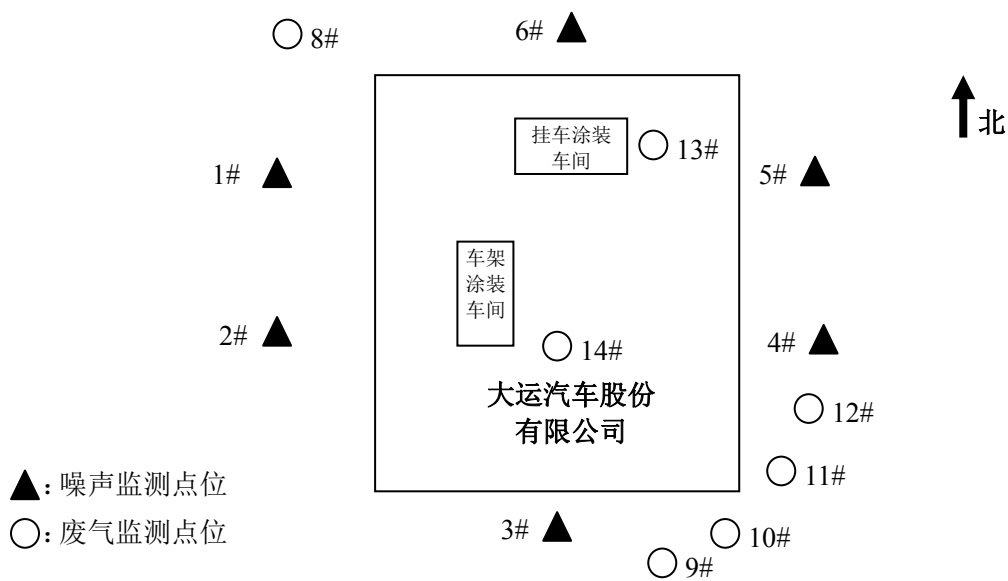 8#
6#
北
挂车涂装
车间
13#
1#
5#
车架
涂装
车间
2#
4#
14#
大运汽车股份
有限公司
12#
11#
▲: 噪声监测点位
○: 废气监测点位
3#
10#
9#